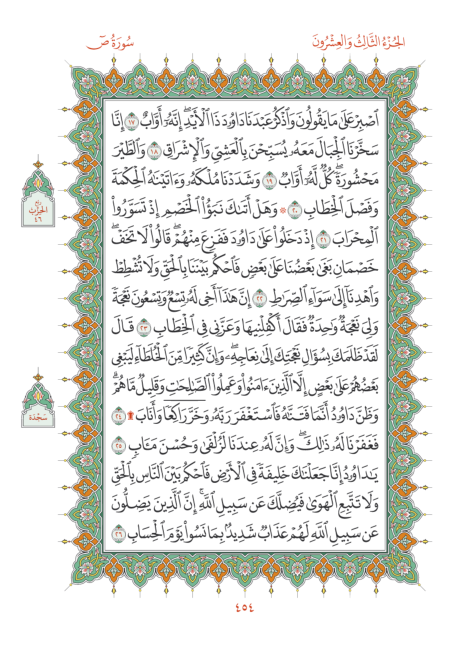 الجُزْءُ الثَّالِثُ وَالعِشْرُونَ
سُورَةُ صٓ
ٱصْبِرْ عَلَىٰ مَا يَقُولُونَ وَٱذْكُرْ عَبْدَنَا دَاوُۥدَ ذَا ٱلْأَيْدِۖ إِنَّهُۥٓ أَوَّابٌ ١٧ إِنَّا
سَخَّرْنَا ٱلْجِبَالَ مَعَهُۥ يُسَبِّحْنَ بِٱلْعَشِىِّ وَٱلْإِشْرَاقِ ١٨ وَٱلطَّيْرَ
مَحْشُورَةًۖ كُلٌّ لَّهُۥٓ أَوَّابٌ ١٩ وَشَدَدْنَا مُلْكَهُۥ وَءَاتَيْنَٰهُ ٱلْحِكْمَةَ
وَفَصْلَ ٱلْخِطَابِ ٢٠ ۞ وَهَلْ أَتَىٰكَ نَبَؤُا۟ ٱلْخَصْمِ إِذْ تَسَوَّرُوا۟
ٱلْمِحْرَابَ ٢١ إِذْ دَخَلُوا۟ عَلَىٰ دَاوُۥدَ فَفَزِعَ مِنْهُمْۖ قَالُوا۟ لَا تَخَفْۖ
خَصْمَانِ بَغَىٰ بَعْضُنَا عَلَىٰ بَعْضٍ فَٱحْكُم بَيْنَنَا بِٱلْحَقِّ وَلَا تُشْطِطْ
وَٱهْدِنَآ إِلَىٰ سَوَآءِ ٱلصِّرَٰطِ ٢٢ إِنَّ هَٰذَآ أَخِى لَهُۥ تِسْعٌ وَتِسْعُونَ نَعْجَةً
وَلِىَ نَعْجَةٌ وَٰحِدَةٌ فَقَالَ أَكْفِلْنِيهَا وَعَزَّنِى فِى ٱلْخِطَابِ ٢٣ قَالَ
لَقَدْ ظَلَمَكَ بِسُؤَالِ نَعْجَتِكَ إِلَىٰ نِعَاجِهِۦۖ وَإِنَّ كَثِيرًا مِّنَ ٱلْخُلَطَآءِ لَيَبْغِى
بَعْضُهُمْ عَلَىٰ بَعْضٍ إِلَّا ٱلَّذِينَ ءَامَنُوا۟ وَعَمِلُوا۟ ٱلصَّٰلِحَٰتِ وَقَلِيلٌ مَّا هُمْۗ
وَظَنَّ دَاوُۥدُ أَنَّمَا فَتَنَّٰهُ فَٱسْتَغْفَرَ رَبَّهُۥ وَخَرَّ رَاكِعًا وَأَنَابَ ۩ ٢٤
فَغَفَرْنَا لَهُۥ ذَٰلِكَۖ وَإِنَّ لَهُۥ عِندَنَا لَزُلْفَىٰ وَحُسْنَ مَـَٔابٍ ٢٥
يَٰدَاوُۥدُ إِنَّا جَعَلْنَٰكَ خَلِيفَةً فِى ٱلْأَرْضِ فَٱحْكُم بَيْنَ ٱلنَّاسِ بِٱلْحَقِّ
وَلَا تَتَّبِعِ ٱلْهَوَىٰ فَيُضِلَّكَ عَن سَبِيلِ ٱللَّهِۚ إِنَّ ٱلَّذِينَ يَضِلُّونَ
عَن سَبِيلِ ٱللَّهِ لَهُمْ عَذَابٌ شَدِيدٌۢ بِمَا نَسُوا۟ يَوْمَ ٱلْحِسَابِ ٢٦
رُبْع
الحِزْب
٤٦
سَجْدَة
٤٥٤